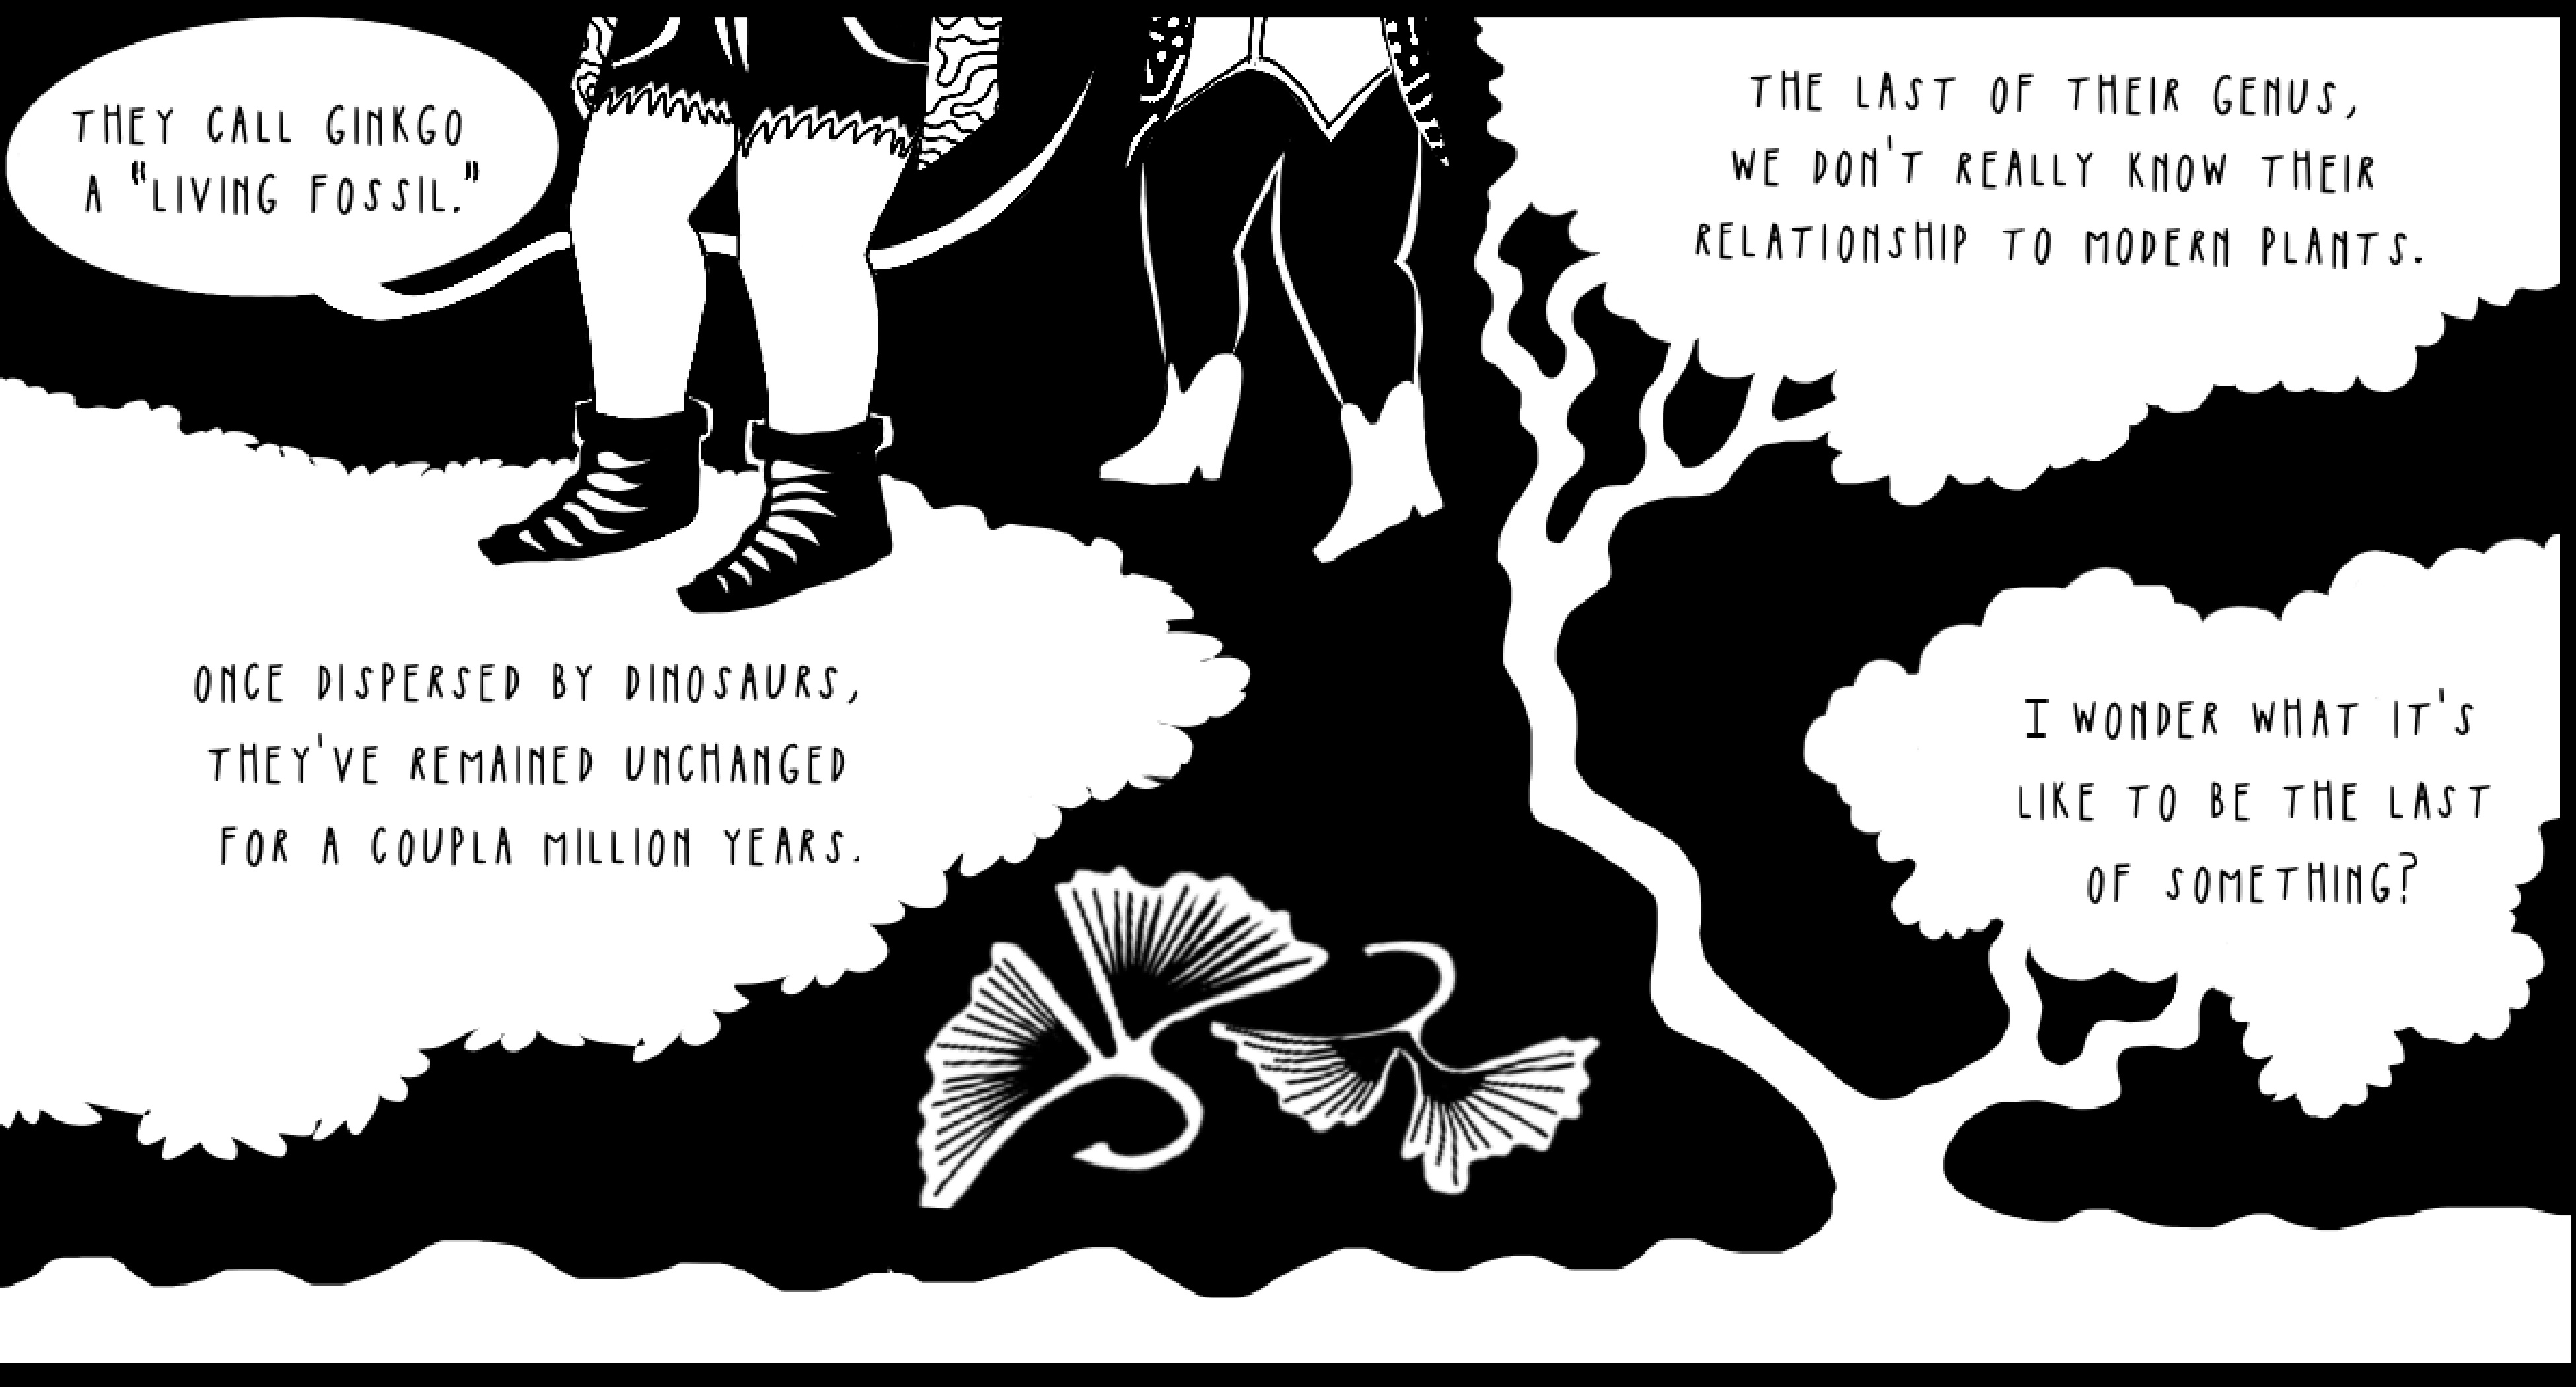 THEY CALL GINKGO
A "LIVING FOSSIL."
THE LAST OF THEIR GENUS,
WE DON'T REALLY KNOW THEIR
RELATIONSHIP TO MODERN PLANTS.
ONCE DISPERSED BY DINOSAURS,
THEY'VE REMAINED UNCHANGED
FOR A COUPLA MILLION YEARS.
I WONDER WHAT IT'S
LIKE TO BE THE LAST
OF SOMETHING?